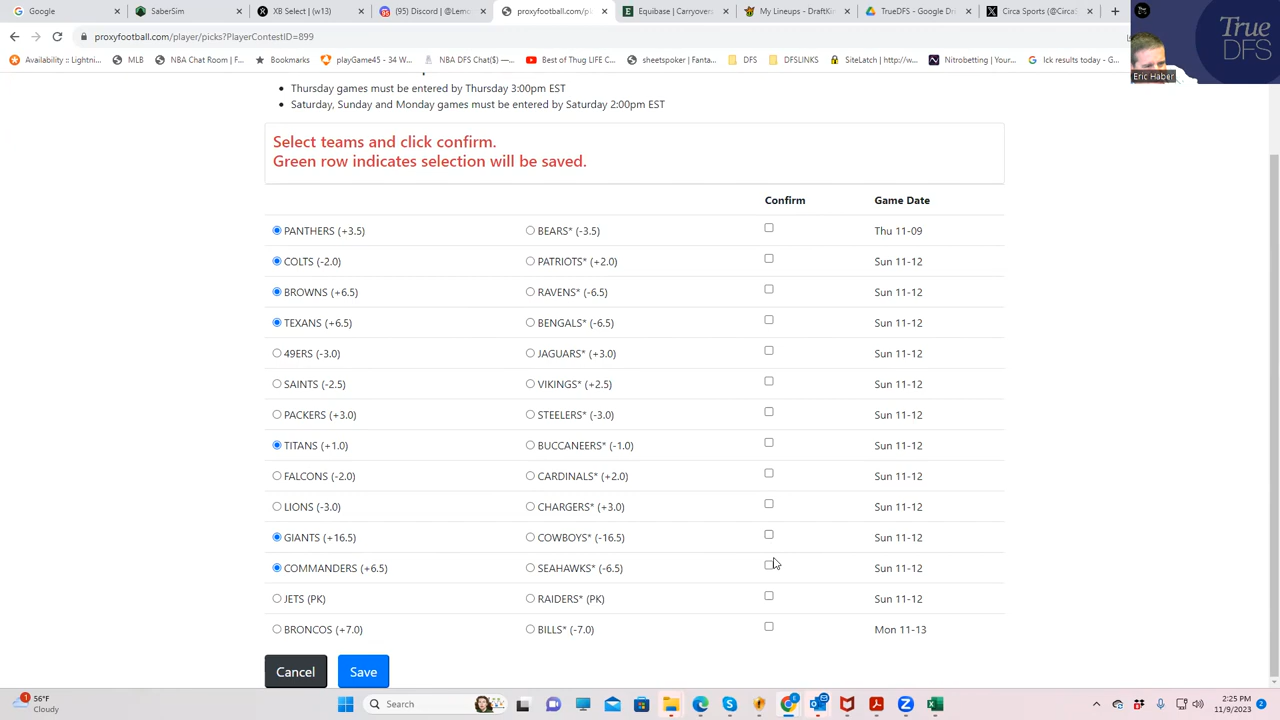 Google
SaberSim
XB Select | (w13)
(95) Discord | @Lemo
proxyfootball.com/player/picks
Equibase | Carryovers
My Lineups - DraftKin
TrueDFS - Google Dr
Circa Sports (@CircaS
proxyfootball.com/player/picks?PlayerContestID=899
Availability :: Lightni...
MLB
NBA Chat Room | F...
Bookmarks
playGame45 - 34 W...
NBA DFS Chat($) —...
Best of Thug LIFE C...
sheetspoker | Fanta...
DFS
DFSLINKS
SiteLatch | http://w...
Nitrobetting | Your...
Ick results today - G...
True
DFS
Eric Haber
Thursday games must be entered by Thursday 3:00pm EST
Saturday, Sunday and Monday games must be entered by Saturday 2:00pm EST
Select teams and click confirm.
Green row indicates selection will be saved.
Confirm Game Date
PANTHERS (+3.5) BEARS* (-3.5) Thu 11-09
COLTS (-2.0) PATRIOTS* (+2.0) Sun 11-12
BROWNS (+6.5) RAVENS* (-6.5) Sun 11-12
TEXANS (+6.5) BENGALS* (-6.5) Sun 11-12
49ERS (-3.0) JAGUARS* (+3.0) Sun 11-12
SAINTS (-2.5) VIKINGS* (+2.5) Sun 11-12
PACKERS (+3.0) STEELERS* (-3.0) Sun 11-12
TITANS (+1.0) BUCCANEERS* (-1.0) Sun 11-12
FALCONS (-2.0) CARDINALS* (+2.0) Sun 11-12
LIONS (-3.0) CHARGERS* (+3.0) Sun 11-12
GIANTS (+16.5) COWBOYS* (-16.5) Sun 11-12
COMMANDERS (+6.5) SEAHAWKS* (-6.5) Sun 11-12
JETS (PK) RAIDERS* (PK) Sun 11-12
BRONCOS (+7.0) BILLS* (-7.0) Mon 11-13
Cancel Save
56°F
Cloudy
Search
2:25 PM
11/9/2023